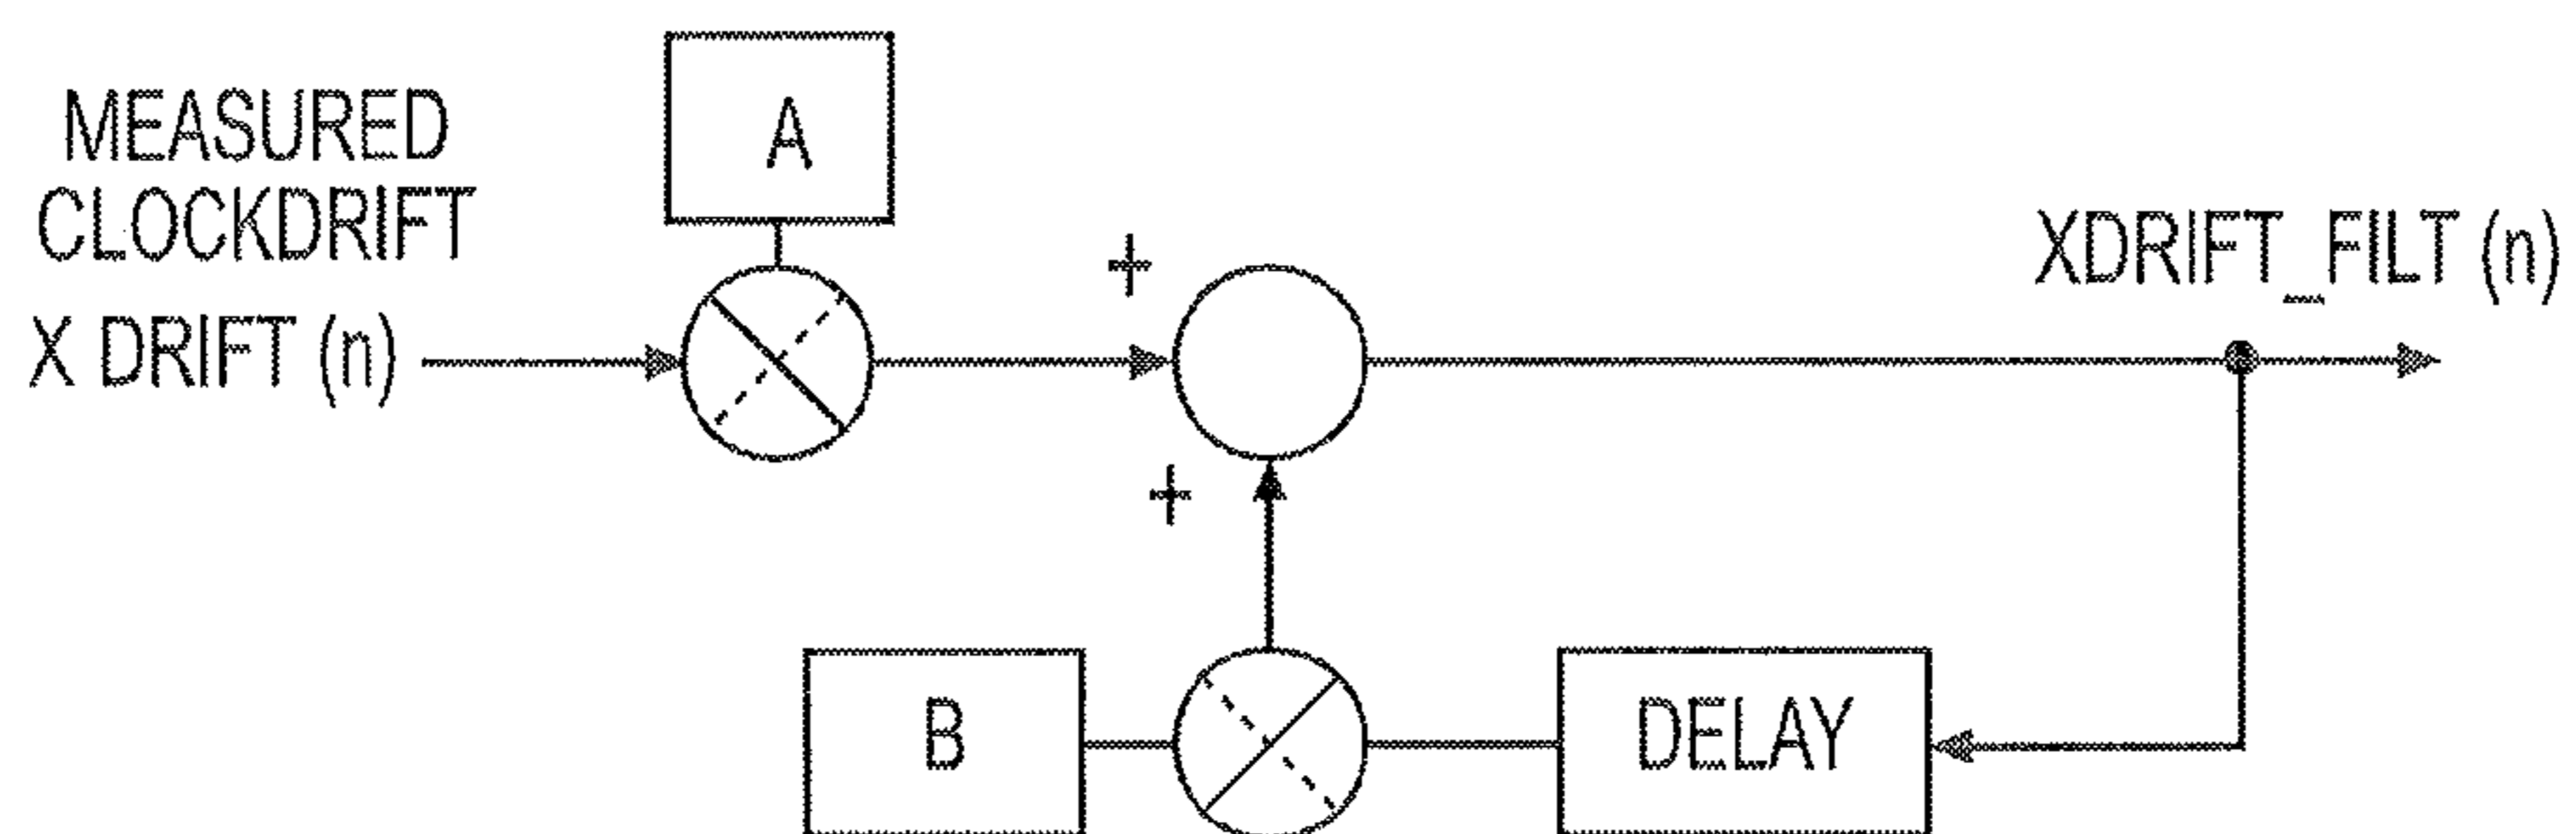 A
MEASURED
CLOCKDRIFT
X DRIFT (n)
+
XDRIFT_FILT (n)
+
B
DELAY